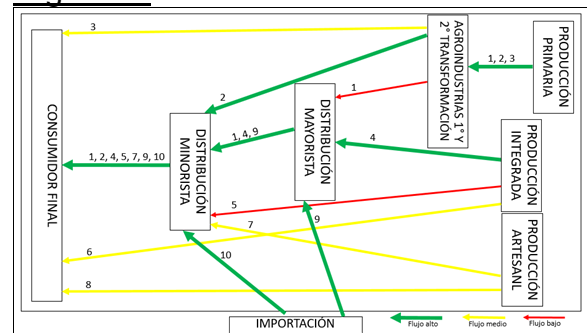 3
CONSUMIDOR FINAL
AGROINDUSTRIAS 1° Y
2° TRANSFORMACIÓN
PRODUCCIÓN
PRIMARIA
1, 2, 3
2
1
DISTRIBUCIÓN
MAYORISTA
DISTRIBUCIÓN
MINORISTA
1, 4, 9
4
1, 2, 4, 5, 7, 9, 10
PRODUCCIÓN
INTEGRADA
5
7
9
6
10
PRODUCCIÓN
ARTESANL
8
IMPORTACIÓN
Flujo alto
Flujo medio
Flujo bajo